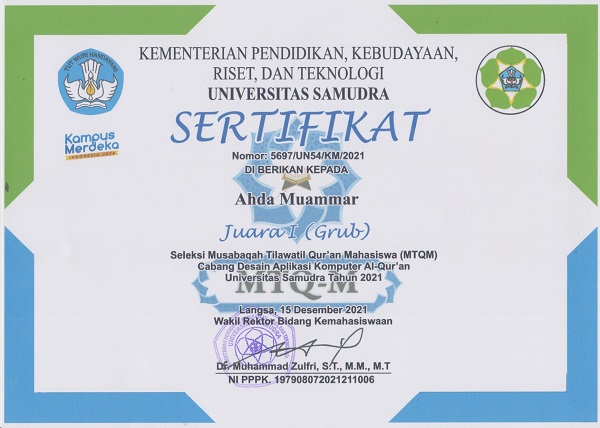 TUT WURI HANDAYANI
KEMENTERIAN PENDIDIKAN, KEBUDAYAAN,
RISET, DAN TEKNOLOGI
UNIVERSITAS SAMUDRA
Kampus
Merdeka
INDONESIA JAYA
SERTIFIKAT
Nomor: 5697/UN54/KM/2021
DI BERIKAN KEPADA
Ahda Muammar
Juara I (Grub)
Seleksi Musabaqah Tilawatil Qur'an Mahasiswa (MTQM)
Cabang Desain Aplikasi Komputer Al-Qur'an
Universitas Samudra Tahun 2021
MTQ-M
Langsa, 15 Desember 2021
Wakil Rektor Bidang Kemahasiswaan
Dr. Muhammad Zulfri, S.T., M.M., M.T
NI PPPK. 197908072021211006